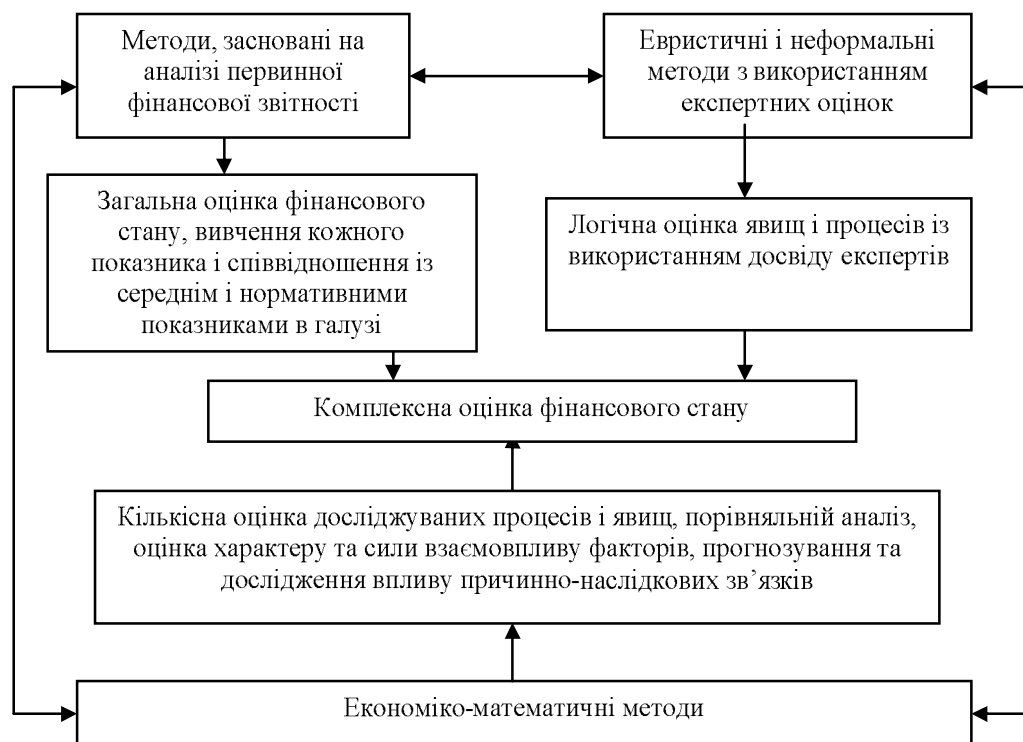 Методи, засновані на
аналізі первинної
фінансової звітності
Евристичні і неформальні
методи з використанням
експертних оцінок
Загальна оцінка фінансового
стану, вивчення кожного
показника і співвідношення із
середнім і нормативними
показниками в галузі
Логічна оцінка явищ і процесів із
використанням досвіду експертів
Комплексна оцінка фінансового стану
Кількісна оцінка досліджуваних процесів і явищ, порівняльній аналіз,
оцінка характеру та сили взаємовпливу факторів, прогнозування та
дослідження впливу причинно-наслідкових зв’язків
Економіко-математичні методи